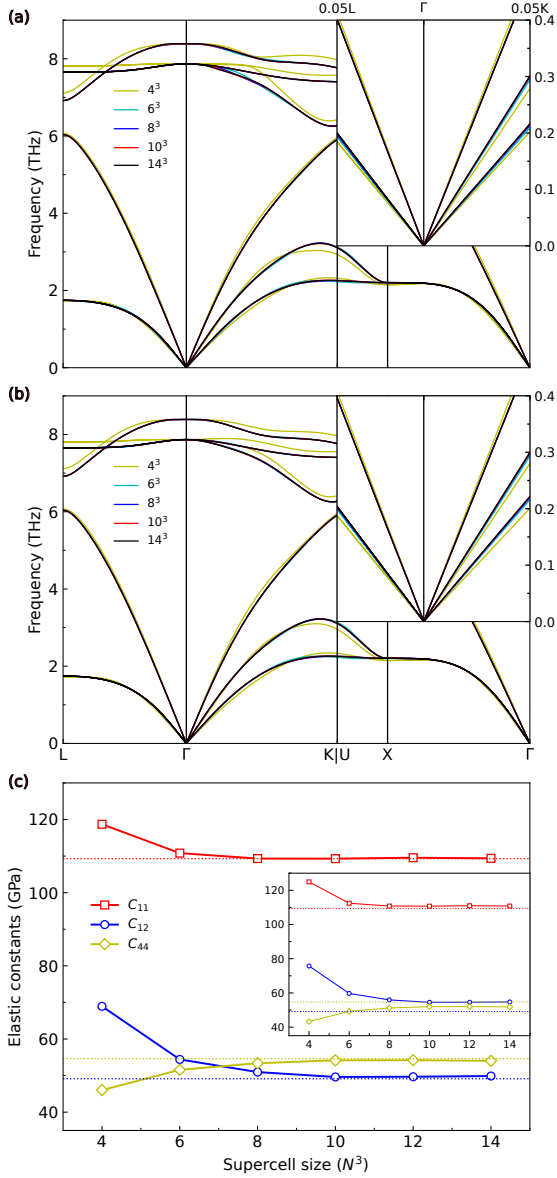 (a)
0.05L Γ 0.05K
8
6
4
2
0
Frequency (THz)
4³
6³
8³
10³
14³
0.4
0.3
0.2
0.1
0.0
(b)
8
6
4
2
0
Frequency (THz)
4³
6³
8³
10³
14³
0.4
0.3
0.2
0.1
0.0
L Γ K|U X Γ
(c)
120
100
80
60
40
Elastic constants (GPa)
C₁₁
C₁₂
C₄₄
120
100
80
60
40
4 6 8 10 12 14
4 6 8 10 12 14
Supercell size (N³)